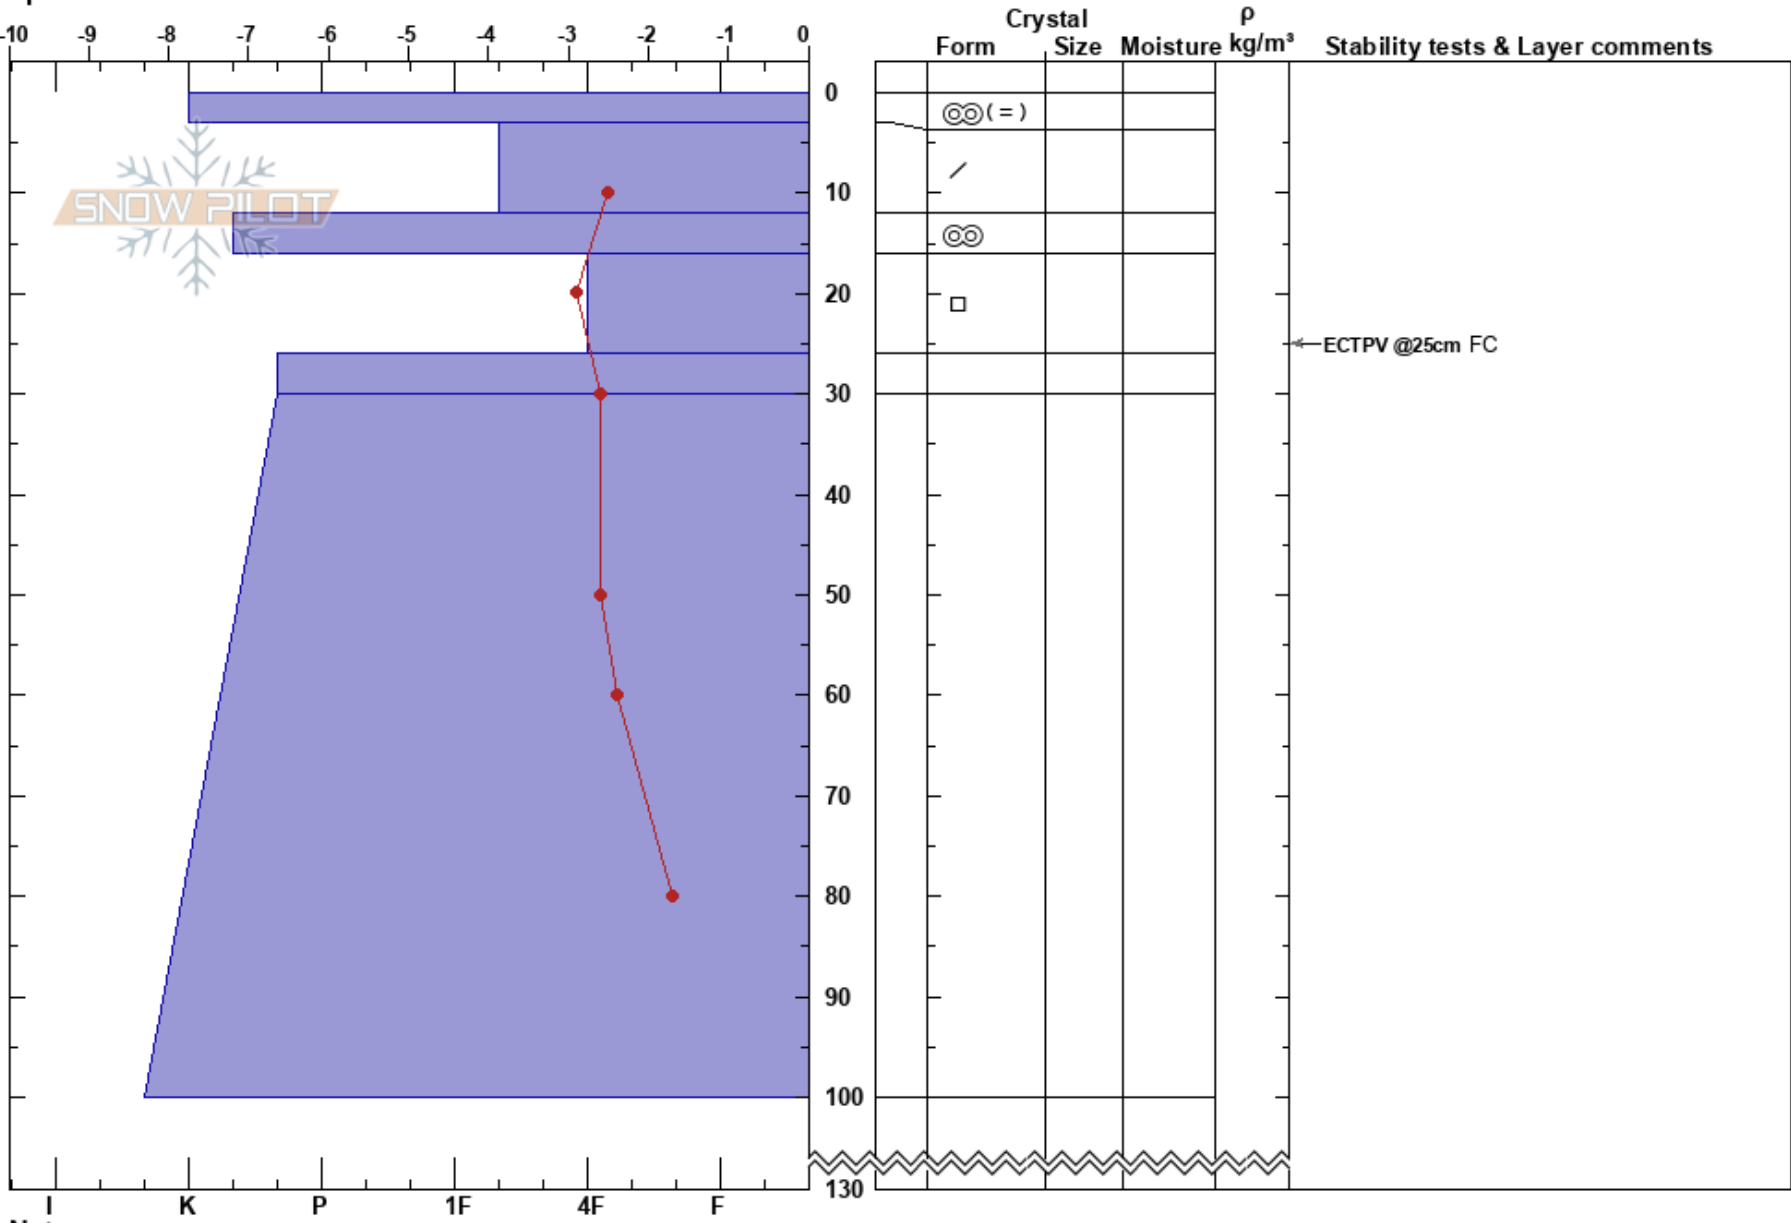 -10 -9 -8 -7 -6 -5 -4 -3 -2 -1 0
Crystal
Form Size Moisture
ρ
kg/m³
Stability tests & Layer comments
SNOW PILOT
0
10
20
30
40
50
60
70
80
90
100
130
(=)
ECTPV @25cm FC
I K P 1F 4F F